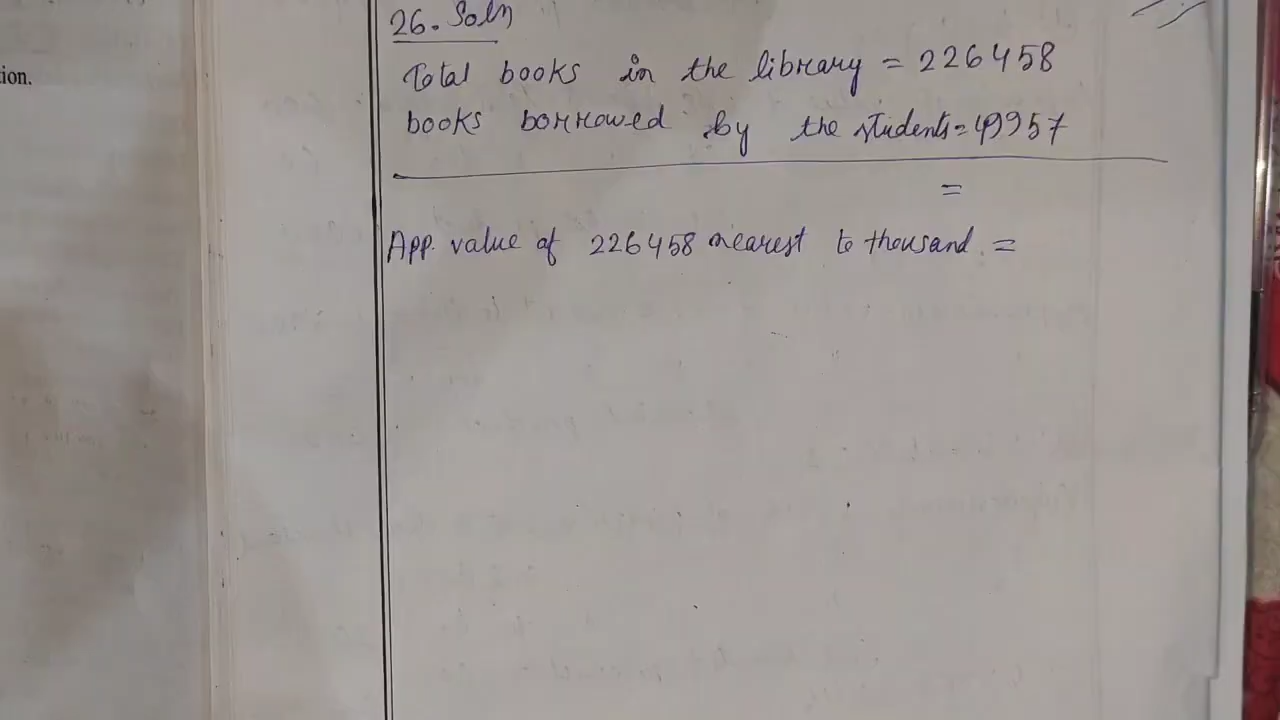 tion.
26. Soln
Total books in the library = 226458
books borrowed by the students = 49957
=
App. value of 226458 nearest to thousand. =